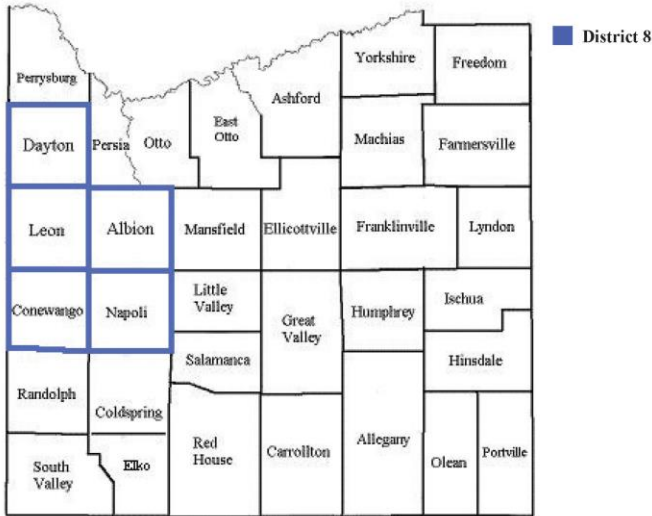 District 8
Yorkshire
Freedom
Perrysburg
Ashford
East
Otto
Dayton
Persia
Otto
Machias
Farmersville
Leon
Albion
Mansfield
Ellicottville
Franklinville
Lyndon
Conewango
Napoli
Little
Valley
Great
Valley
Humphrey
Ischua
Salamanca
Hinsdale
Randolph
Coldspring
Red
House
Carrollton
Allegany
Olean
Portville
South
Valley
Elko